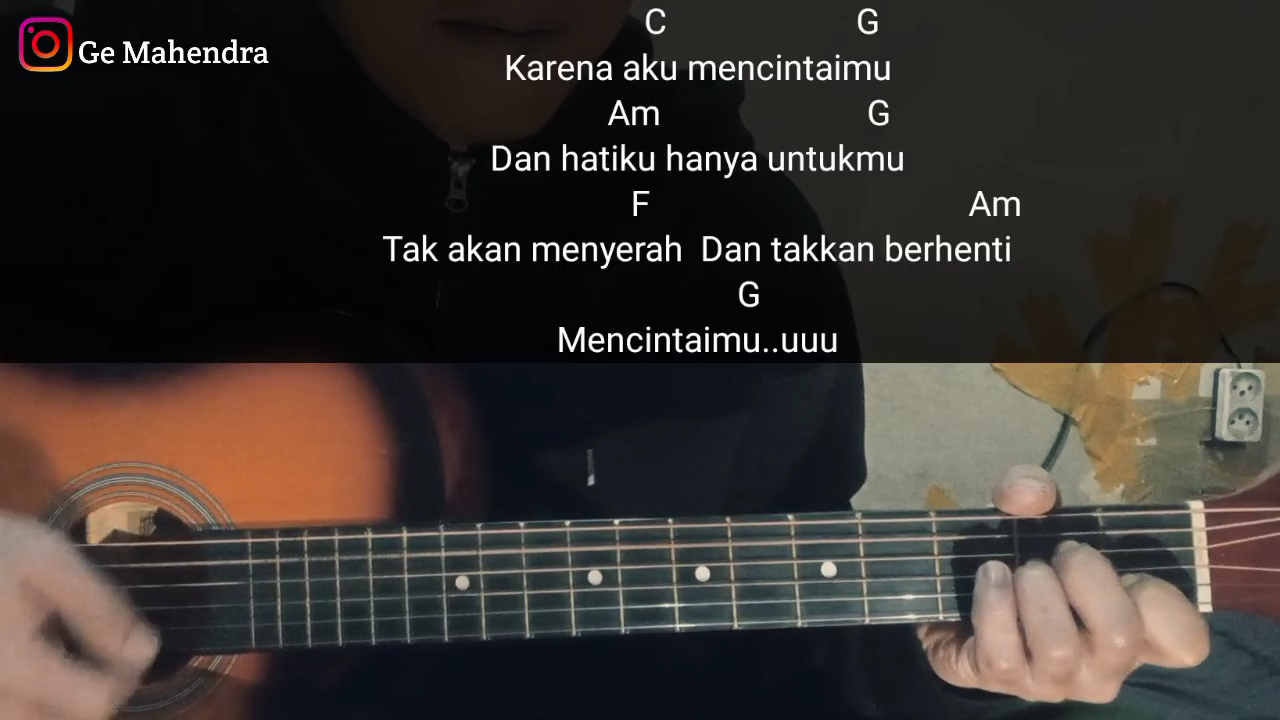 Ge Mahendra
C G
Karena aku mencintaimu
Am G
Dan hatiku hanya untukmu
F Am
Tak akan menyerah Dan takkan berhenti
G
Mencintaimu..uuu